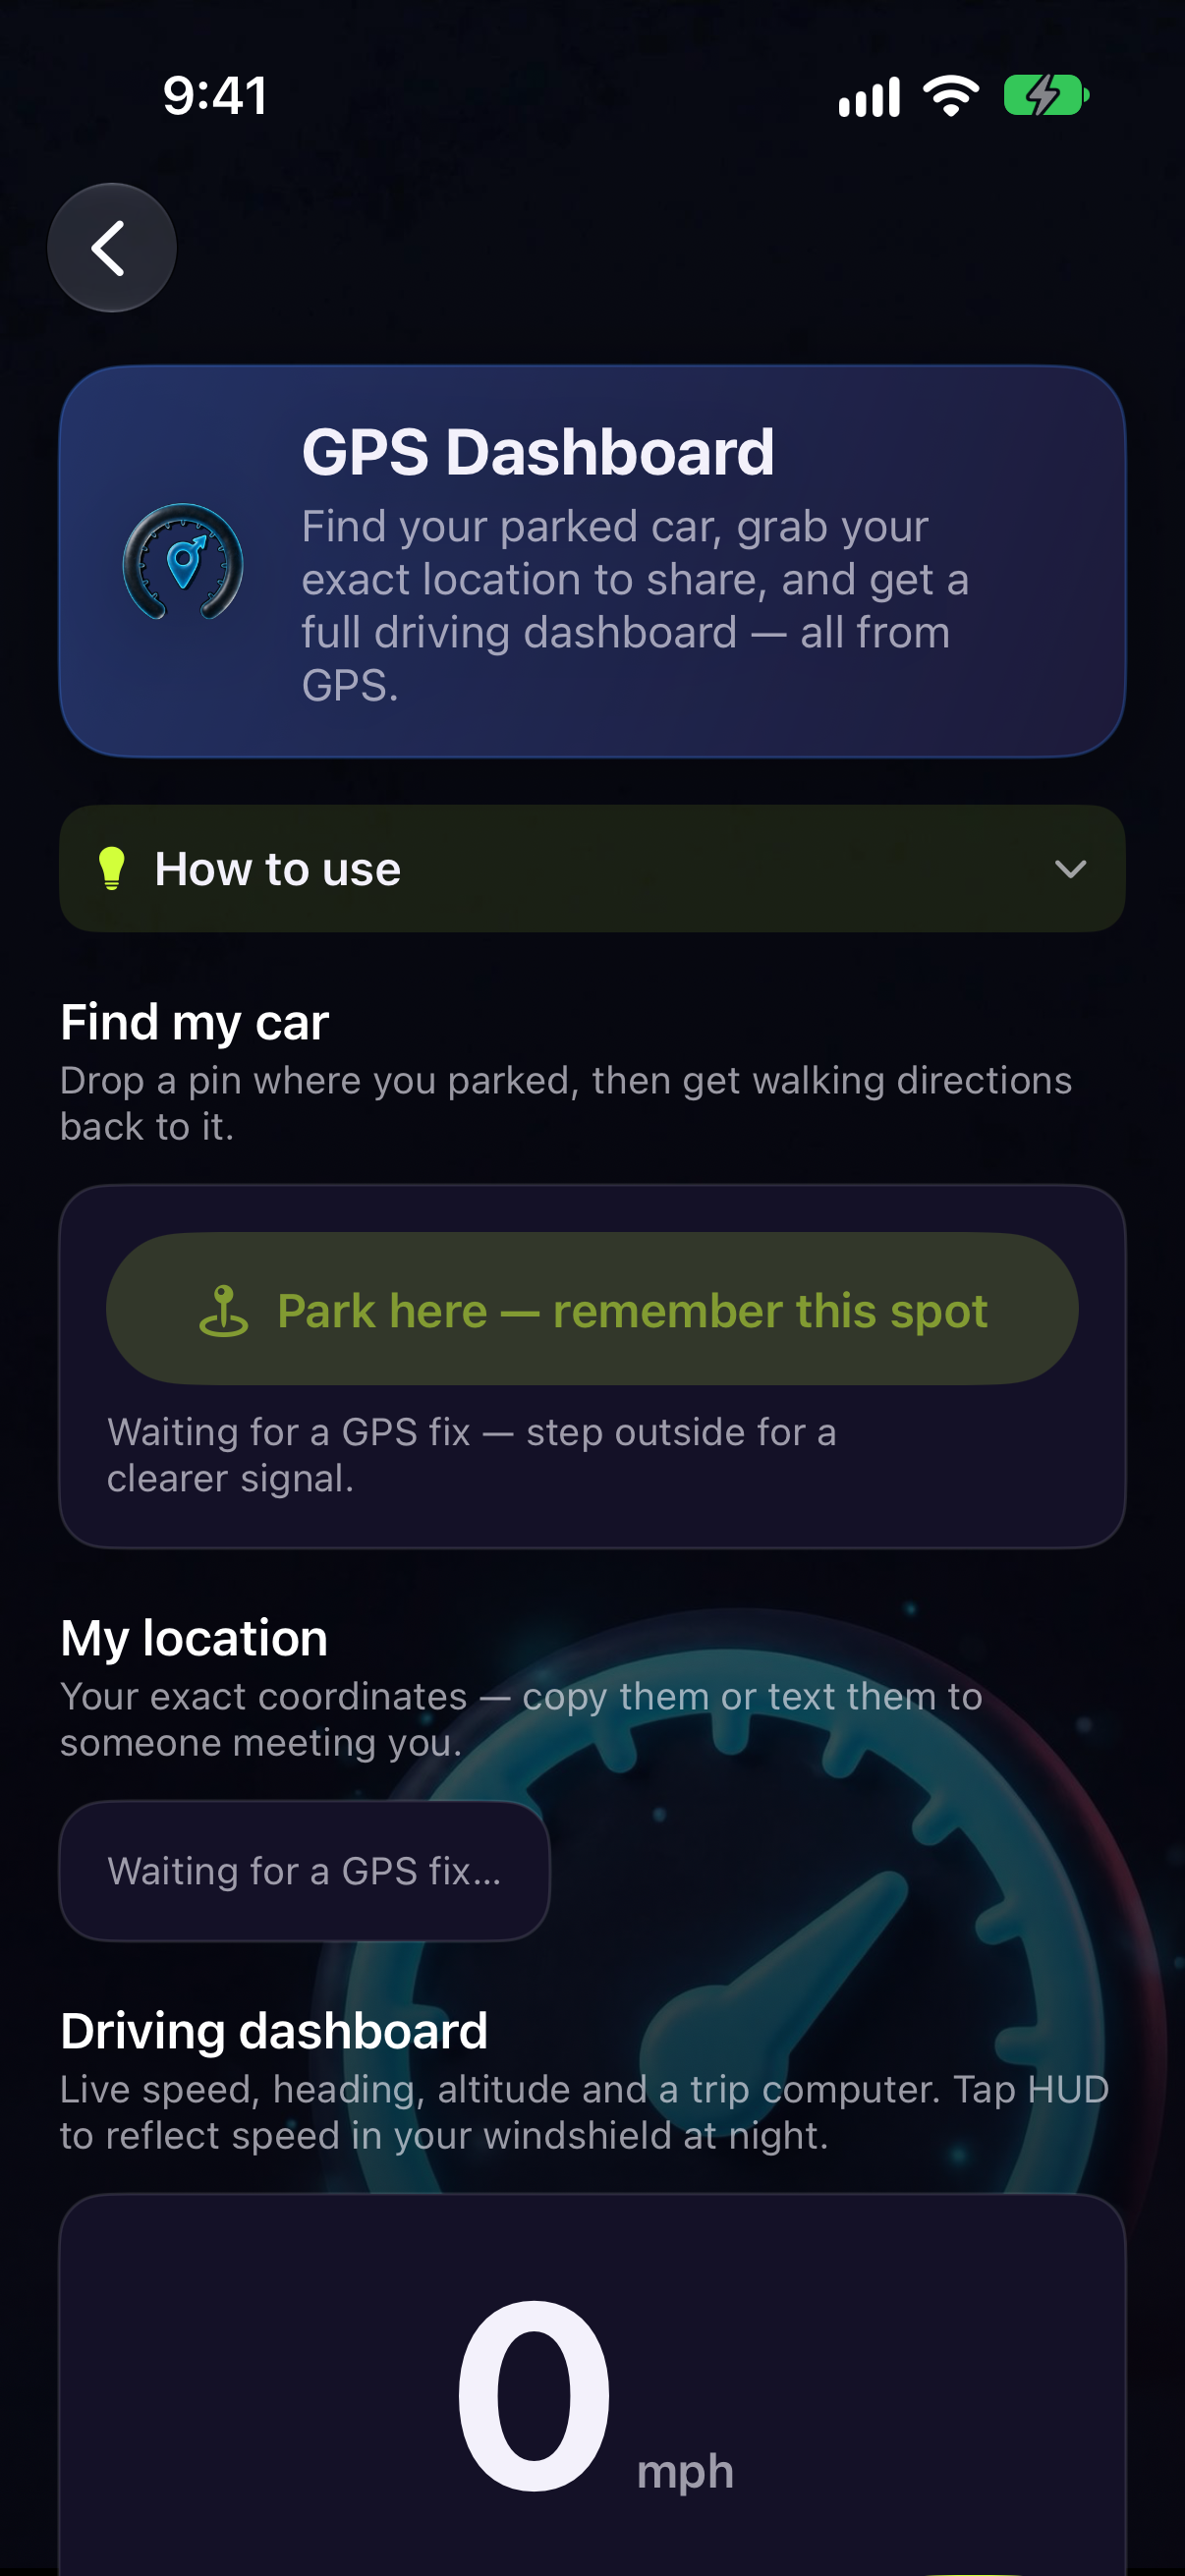 9:41
GPS Dashboard
Find your parked car, grab your
exact location to share, and get a
full driving dashboard — all from
GPS.
How to use
Find my car
Drop a pin where you parked, then get walking directions
back to it.
Park here — remember this spot
Waiting for a GPS fix — step outside for a
clearer signal.
My location
Your exact coordinates — copy them or text them to
someone meeting you.
Waiting for a GPS fix...
Driving dashboard
Live speed, heading, altitude and a trip computer. Tap HUD
to reflect speed in your windshield at night.
0 mph